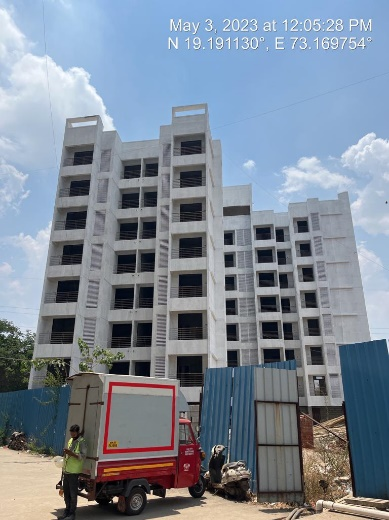 May 3, 2023 at 12:05:28 PM
N 19.191130°, E 73.169754°